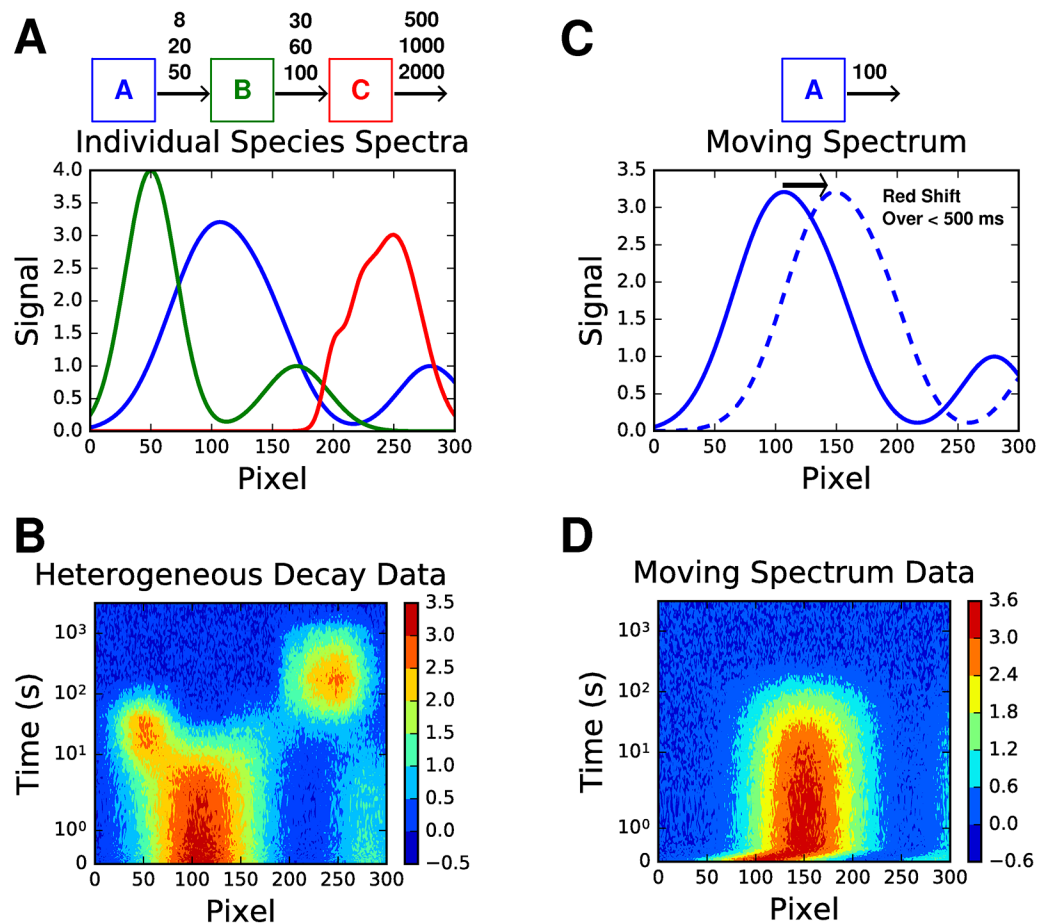 A
8
20
50
30
60
100
500
1000
2000
A
B
C
Individual Species Spectra
4.0
3.5
3.0
2.5
2.0
1.5
1.0
0.5
0.0
Signal
0 50 100 150 200 250 300
Pixel
C
100
A
Moving Spectrum
3.5
3.0
2.5
2.0
1.5
1.0
0.5
0.0
Signal
Red Shift
Over < 500 ms
0 50 100 150 200 250 300
Pixel
B
Heterogeneous Decay Data
10³
10²
10¹
10⁰
0
Time (s)
0 50 100 150 200 250 300
Pixel
3.5
3.0
2.5
2.0
1.5
1.0
0.5
0.0
−0.5
D
Moving Spectrum Data
10³
10²
10¹
10⁰
0
Time (s)
0 50 100 150 200 250 300
Pixel
3.6
3.0
2.4
1.8
1.2
0.6
0.0
−0.6